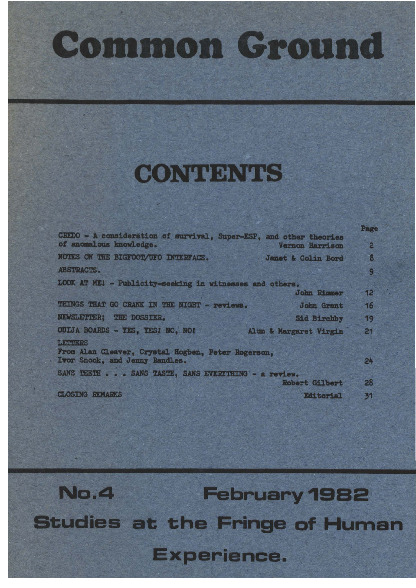 Common Ground
CONTENTS
Page
CREDO - A consideration of survival, Super-ESP, and other theories
of anomalous knowledge. Vernon Harrison 2
NOTES ON THE BIGFOOT/UFO INTERFACE. Janet & Colin Bord 8
ABSTRACTS. 9
LOOK AT ME! - Publicity-seeking in witnesses and others.
John Rimmer 12
THINGS THAT GO CRANK IN THE NIGHT - reviews. John Grant 16
NEWSLETTER; THE DOSSIER. Sid Birchby 19
OUIJA BOARDS - YES, YES! NO, NO! Alun & Margaret Virgin 21
LETTERS
From Alan Cleaver, Crystal Hogben, Peter Rogerson,
Ivor Snook, and Jenny Randles. 24
SANS TEETH . . . SANS TASTE, SANS EVERYTHING - a review.
Robert Gilbert 28
CLOSING REMARKS Editorial 31
No.4 February 1982
Studies at the Fringe of Human
Experience.